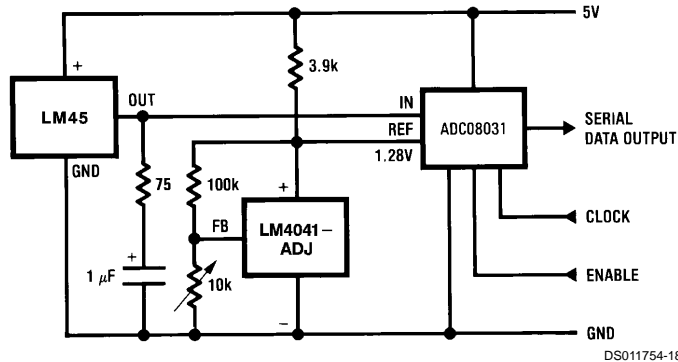 5V
+
3.9k
LM45
OUT
IN
REF
1.28V
ADC08031
SERIAL
DATA OUTPUT
GND
75
100k
+
LM4041-
ADJ
FB
CLOCK
+
1 μF
10k
ENABLE
–
GND
DS011754-18